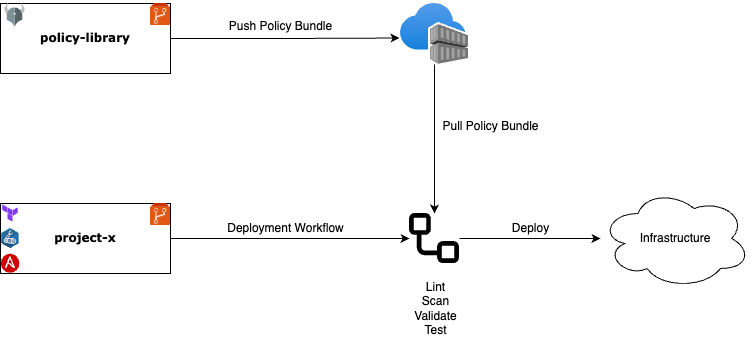 policy-library
Push Policy Bundle
Pull Policy Bundle
project-x
Deployment Workflow
Deploy
Infrastructure
Lint
Scan
Validate
Test